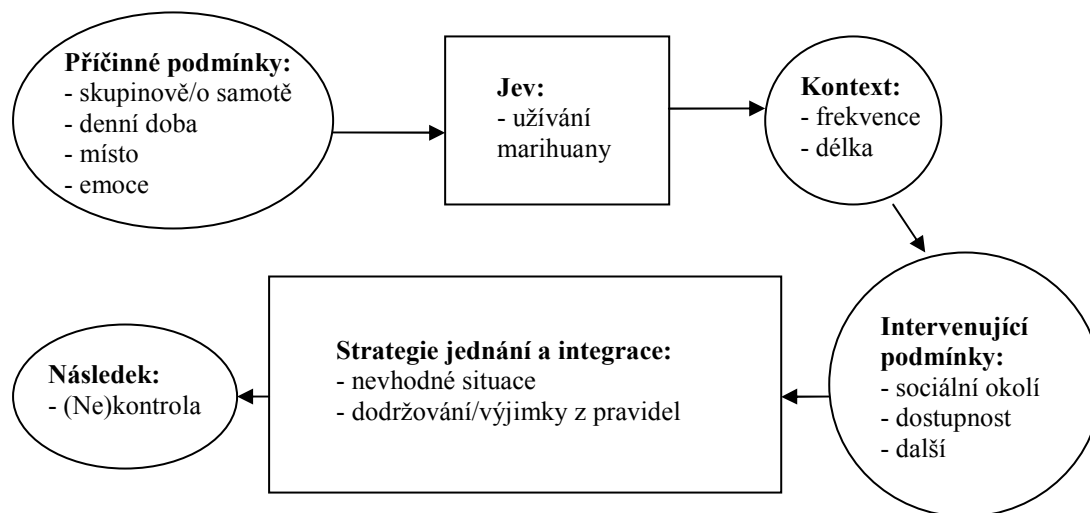 Příčinné podmínky:
- skupinově/o samotě
- denní doba
- místo
- emoce
Jev:
- užívání
marihuany
Kontext:
- frekvence
- délka
Intervenující
podmínky:
- sociální okolí
- dostupnost
- další
Strategie jednání a integrace:
- nevhodné situace
- dodržování/výjimky z pravidel
Následek:
- (Ne)kontrola